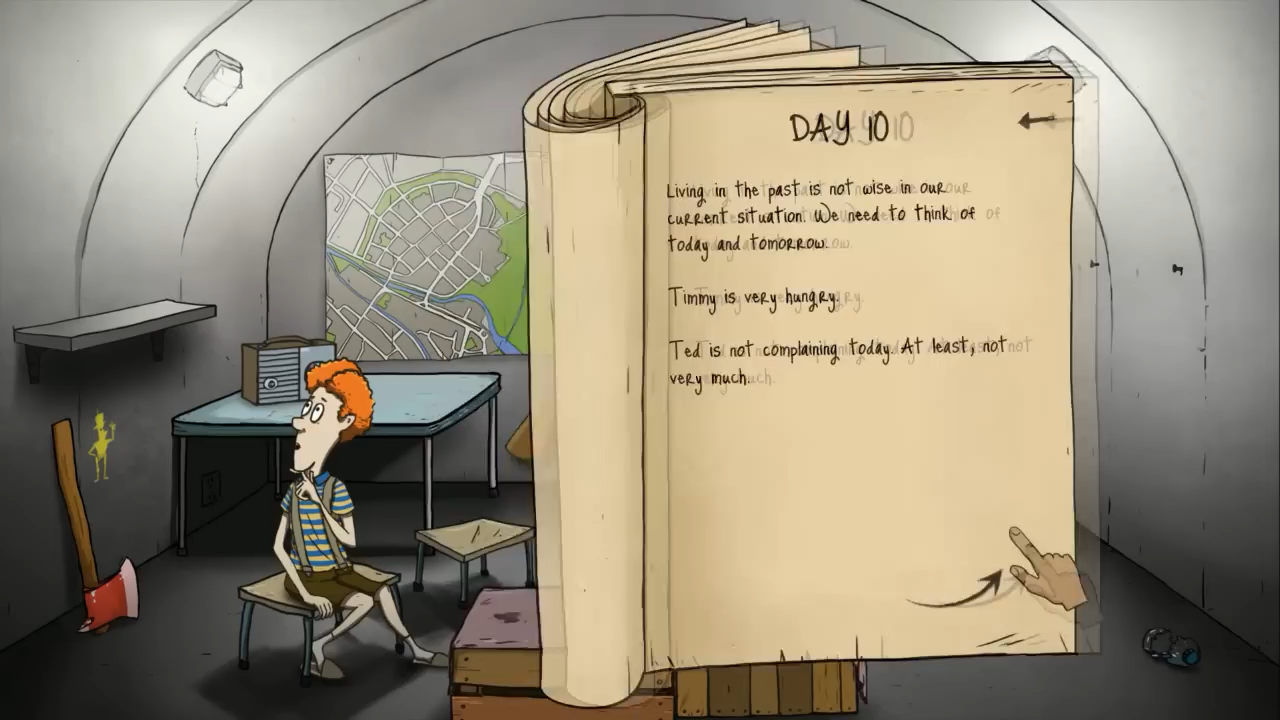 DAY 10
Living in the past is not wise in our
current situation. We need to think of
today and tomorrow.
Timmy is very hungry.
Ted is not complaining today. At least, not
very much.